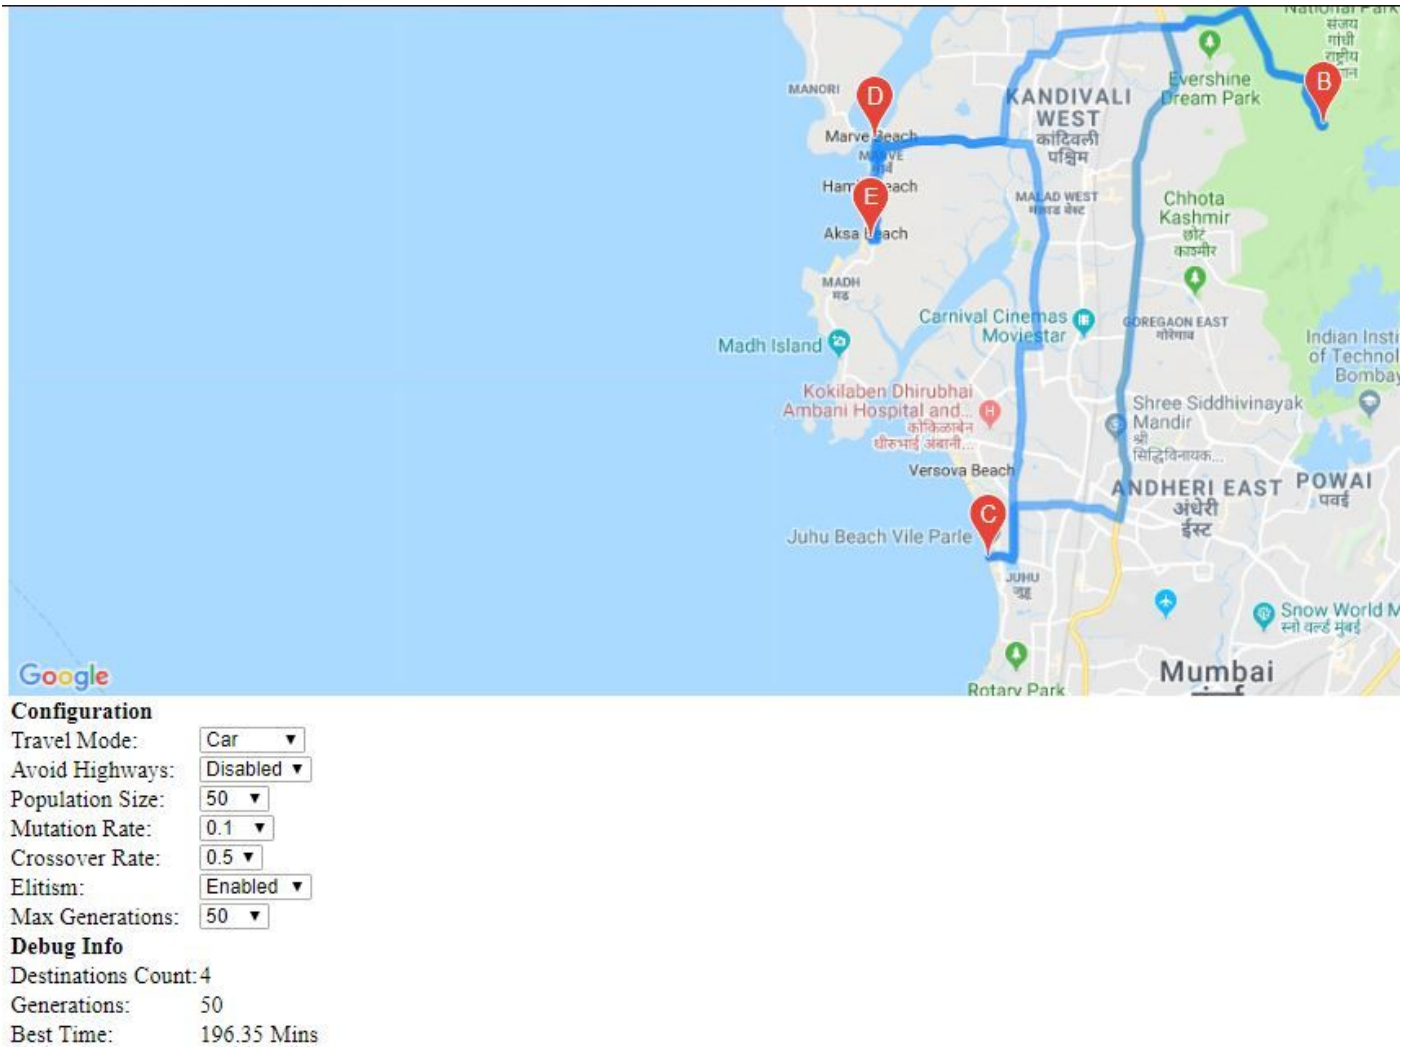 National Park
संजय
गांधी
राष्ट्रीय
B
Evershine
Dream Park
MANORI
D
KANDIVALI
WEST
कांदिवली
पश्चिम
Marve Beach
MARVE
E
MALAD WEST
मालाड वेस्ट
Chhota
Kashmir
छोटं
काश्मीर
Aksa Beach
MADH
मढ
Carnival Cinemas
Moviestar
GOREGAON EAST
गोरेगाव
Madh Island
Indian Insti
of Technol
Bombay
Kokilaben Dhirubhai
Ambani Hospital and...
कोकिळाबेन
धीरुभाई अंबानी...
H
Shree Siddhivinayak
Mandir
श्री
सिद्धिविनायक...
Versova Beach
ANDHERI EAST
अंधेरी
ईस्ट
POWAI
पवई
C
Juhu Beach Vile Parle
JUHU
जुहू
Snow World M
स्नो वर्ल्ड मुंबई
Mumbai
Rotary Park
Google
Configuration
Travel Mode: Car
Avoid Highways: Disabled
Population Size: 50
Mutation Rate: 0.1
Crossover Rate: 0.5
Elitism: Enabled
Max Generations: 50
Debug Info
Destinations Count: 4
Generations: 50
Best Time: 196.35 Mins